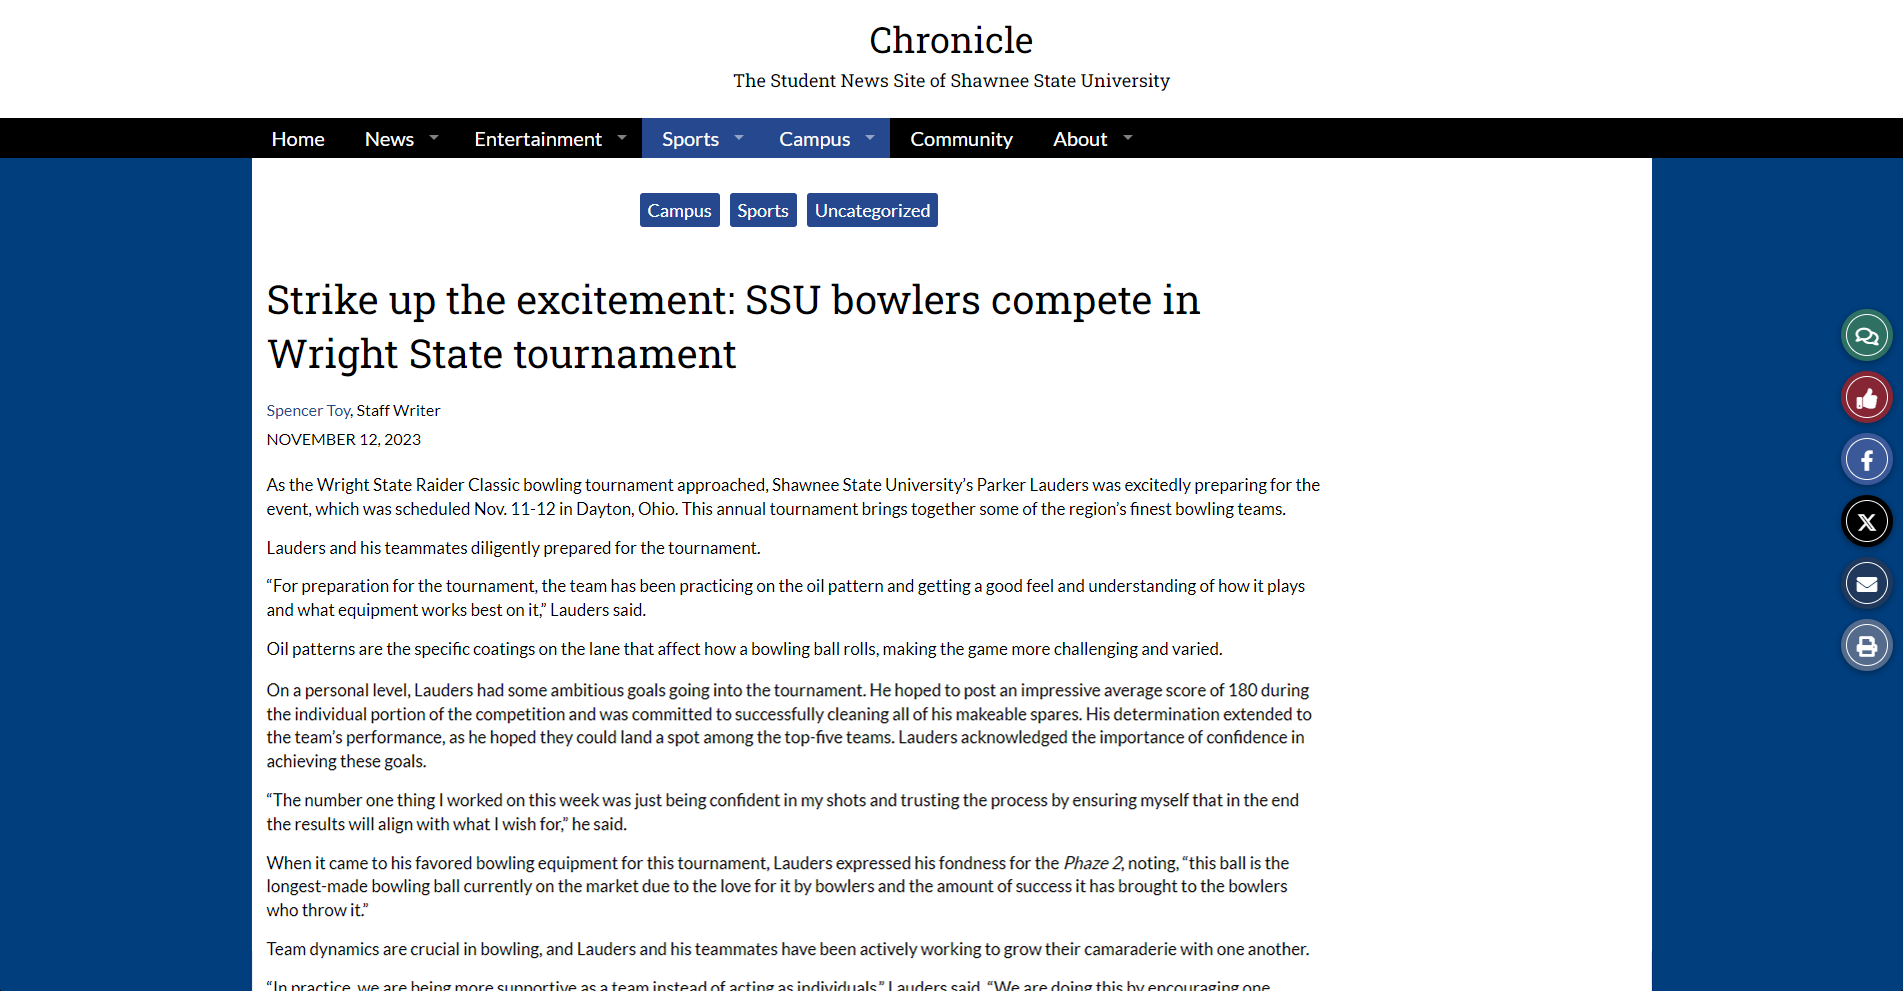 Chronicle
The Student News Site of Shawnee State University
Home News Entertainment Sports Campus Community About
Campus Sports Uncategorized
Strike up the excitement: SSU bowlers compete in
Wright State tournament
Spencer Toy, Staff Writer
NOVEMBER 12, 2023
As the Wright State Raider Classic bowling tournament approached, Shawnee State University’s Parker Lauders was excitedly preparing for the
event, which was scheduled Nov. 11-12 in Dayton, Ohio. This annual tournament brings together some of the region’s finest bowling teams.
Lauders and his teammates diligently prepared for the tournament.
“For preparation for the tournament, the team has been practicing on the oil pattern and getting a good feel and understanding of how it plays
and what equipment works best on it,” Lauders said.
Oil patterns are the specific coatings on the lane that affect how a bowling ball rolls, making the game more challenging and varied.
On a personal level, Lauders had some ambitious goals going into the tournament. He hoped to post an impressive average score of 180 during
the individual portion of the competition and was committed to successfully cleaning all of his makeable spares. His determination extended to
the team’s performance, as he hoped they could land a spot among the top-five teams. Lauders acknowledged the importance of confidence in
achieving these goals.
“The number one thing I worked on this week was just being confident in my shots and trusting the process by ensuring myself that in the end
the results will align with what I wish for,” he said.
When it came to his favored bowling equipment for this tournament, Lauders expressed his fondness for the Phaze 2, noting, “this ball is the
longest-made bowling ball currently on the market due to the love for it by bowlers and the amount of success it has brought to the bowlers
who throw it.”
Team dynamics are crucial in bowling, and Lauders and his teammates have been actively working to grow their camaraderie with one another.
“In practice, we are being more supportive as a team instead of acting as individuals,” Lauders said. “We are doing this by encouraging one